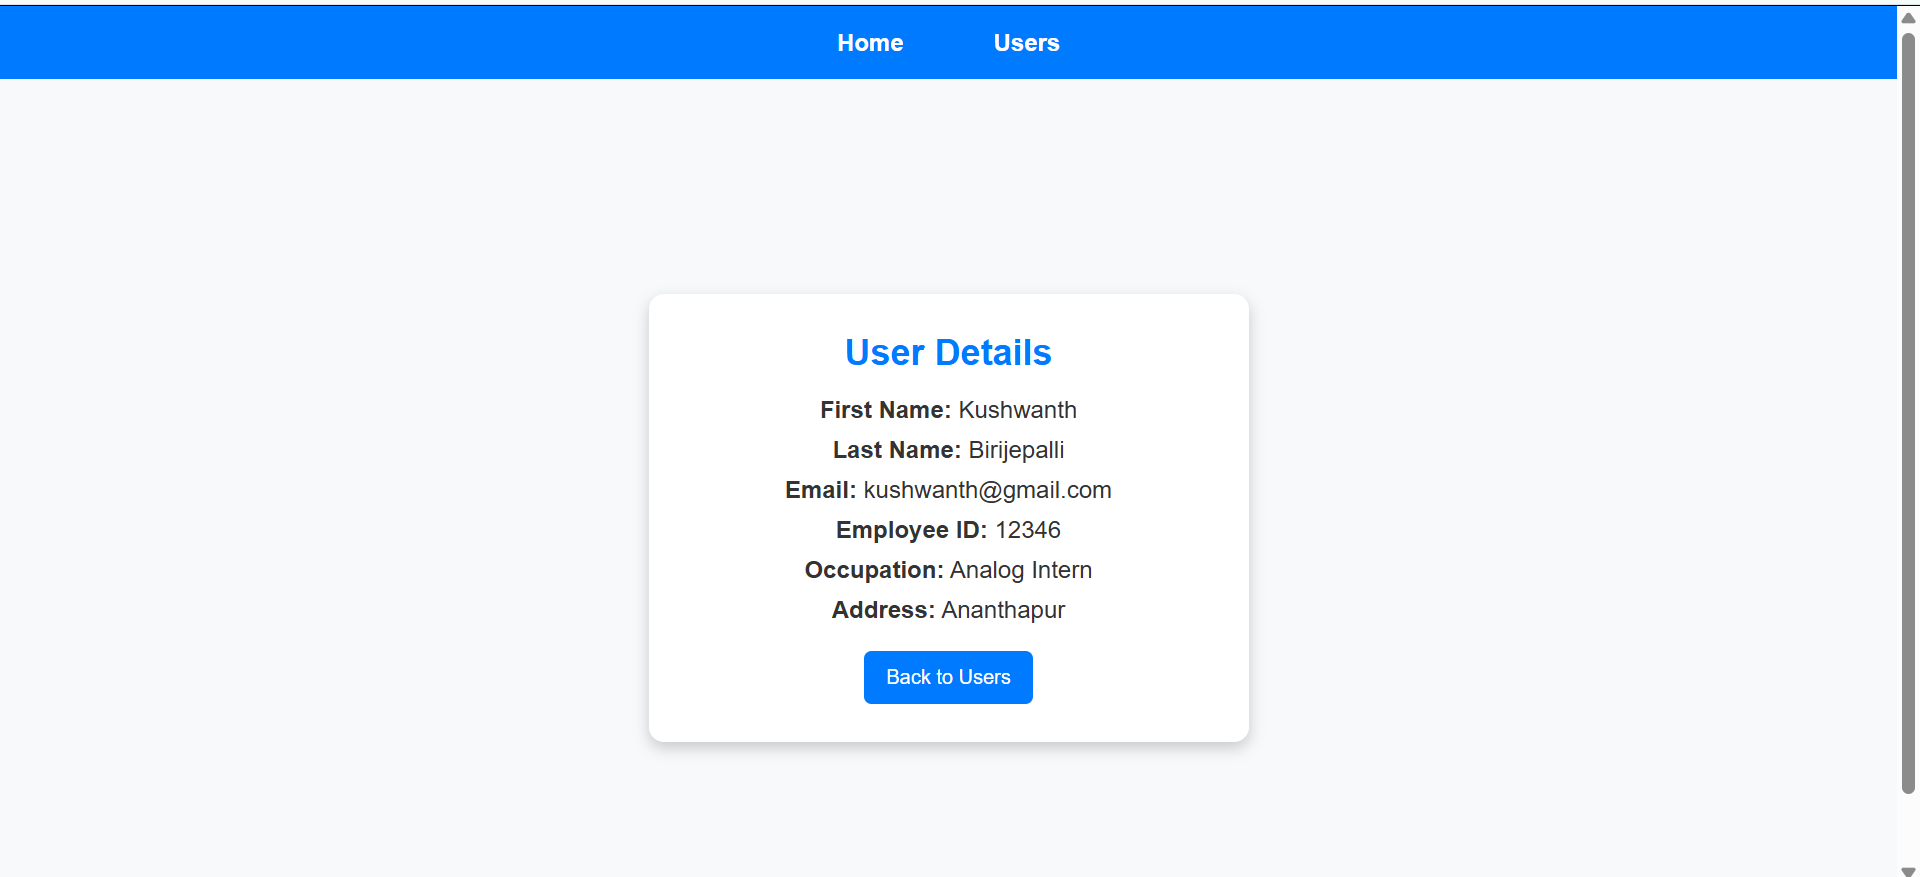 Home Users
User Details
First Name: Kushwanth
Last Name: Birijepalli
Email: kushwanth@gmail.com
Employee ID: 12346
Occupation: Analog Intern
Address: Ananthapur
Back to Users